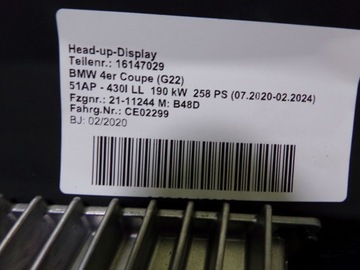 Head-up-Display
Teilenr.: 16147029
BMW 4er Coupe (G22)
51AP - 430I LL 190 kW 258 PS (07.2020-02.2024)
Fzgnr.: 21-11244 M: B48D
Fahrg.Nr.: CE02299
BJ: 02/2020